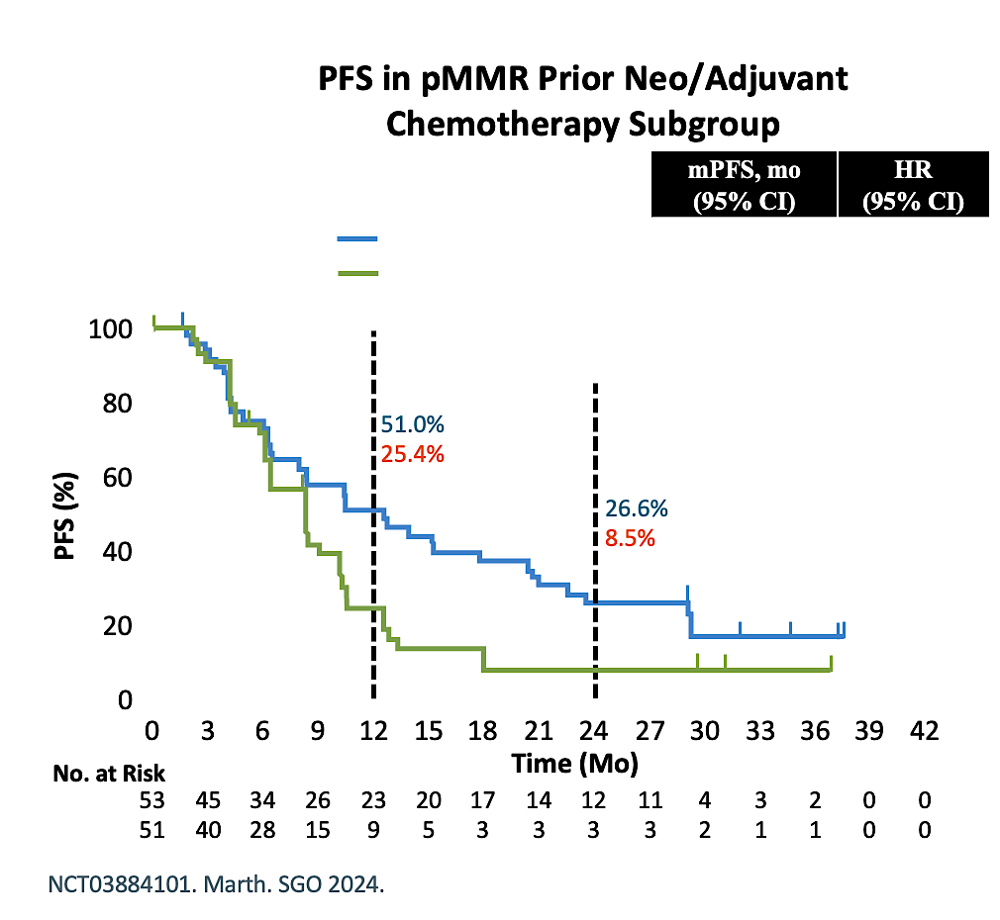 PFS in pMMR Prior Neo/Adjuvant
Chemotherapy Subgroup
mPFS, mo
(95% CI)
HR
(95% CI)
100
80
60
40
20
0
PFS (%)
51.0%
25.4%
26.6%
8.5%
0 3 6 9 12 15 18 21 24 27 30 33 36 39 42
Time (Mo)
No. at Risk
53 45 34 26 23 20 17 14 12 11 4 3 2 0 0
51 40 28 15 9 5 3 3 3 3 2 1 1 0 0
NCT03884101. Marth. SGO 2024.